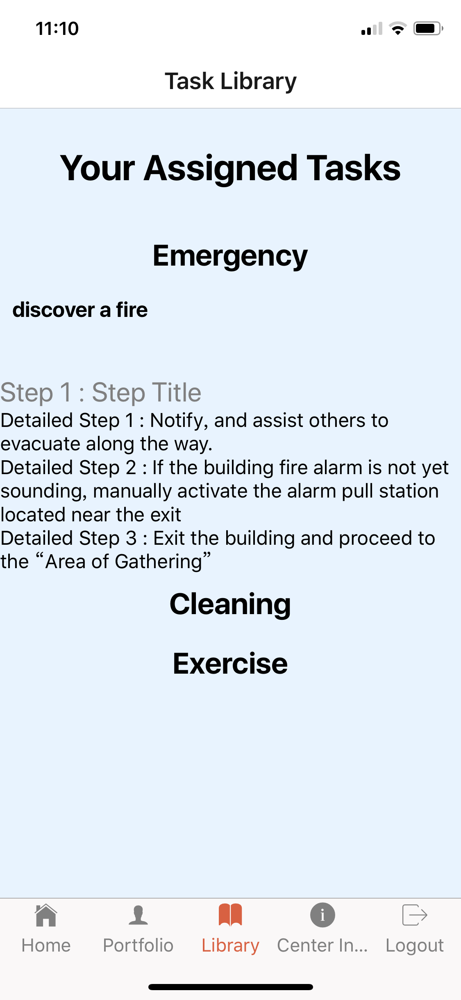 11:10
Task Library
Your Assigned Tasks
Emergency
discover a fire
Step 1 : Step Title
Detailed Step 1 : Notify, and assist others to
evacuate along the way.
Detailed Step 2 : If the building fire alarm is not yet
sounding, manually activate the alarm pull station
located near the exit
Detailed Step 3 : Exit the building and proceed to
the “Area of Gathering”
Cleaning
Exercise
Home Portfolio Library Center In... Logout